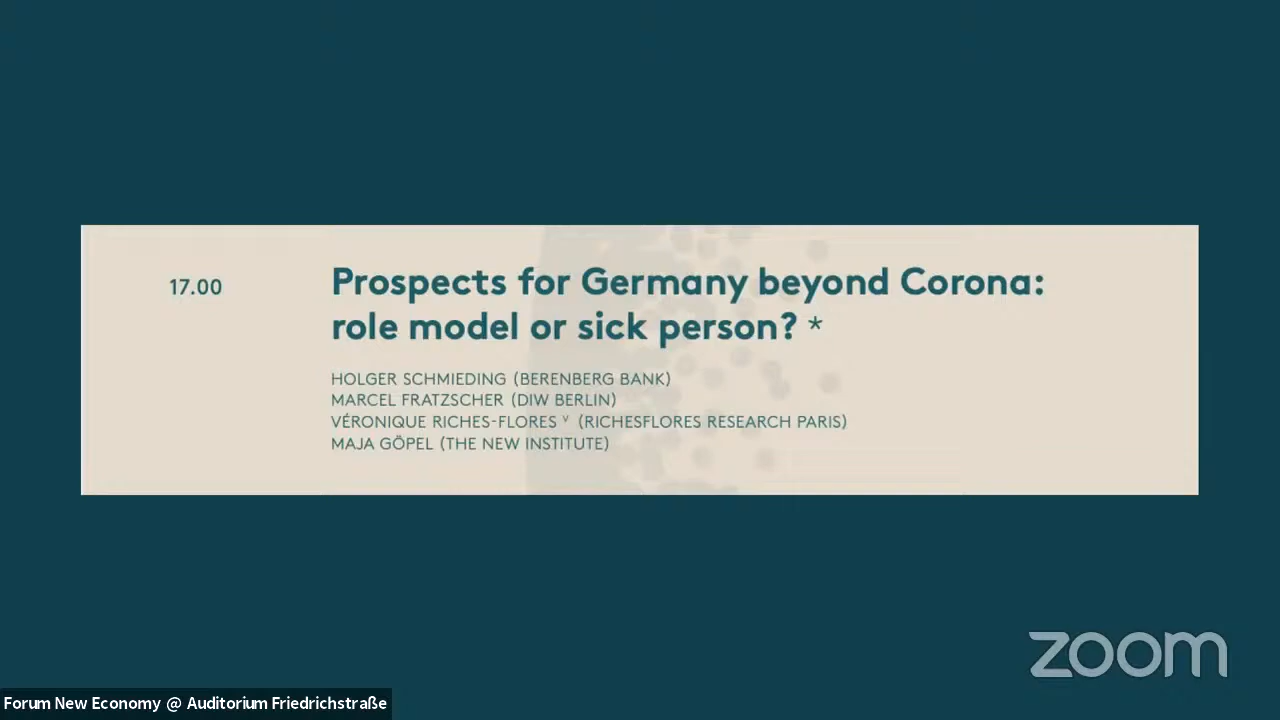 17.00
Prospects for Germany beyond Corona:
role model or sick person? *
HOLGER SCHMIEDING (BERENBERG BANK)
MARCEL FRATZSCHER (DIW BERLIN)
VÉRONIQUE RICHES-FLORES ⱽ (RICHESFLORES RESEARCH PARIS)
MAJA GÖPEL (THE NEW INSTITUTE)
zoom
Forum New Economy @ Auditorium Friedrichstraße